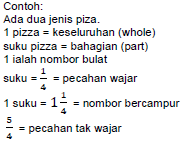 Contoh:
Ada dua jenis piza.
1 pizza = keseluruhan (whole)
suku pizza = bahagian (part)
1 ialah nombor bulat
suku = 1/4 = pecahan wajar
1 suku = 1 1/4 = nombor bercampur
5/4 = pecahan tak wajar